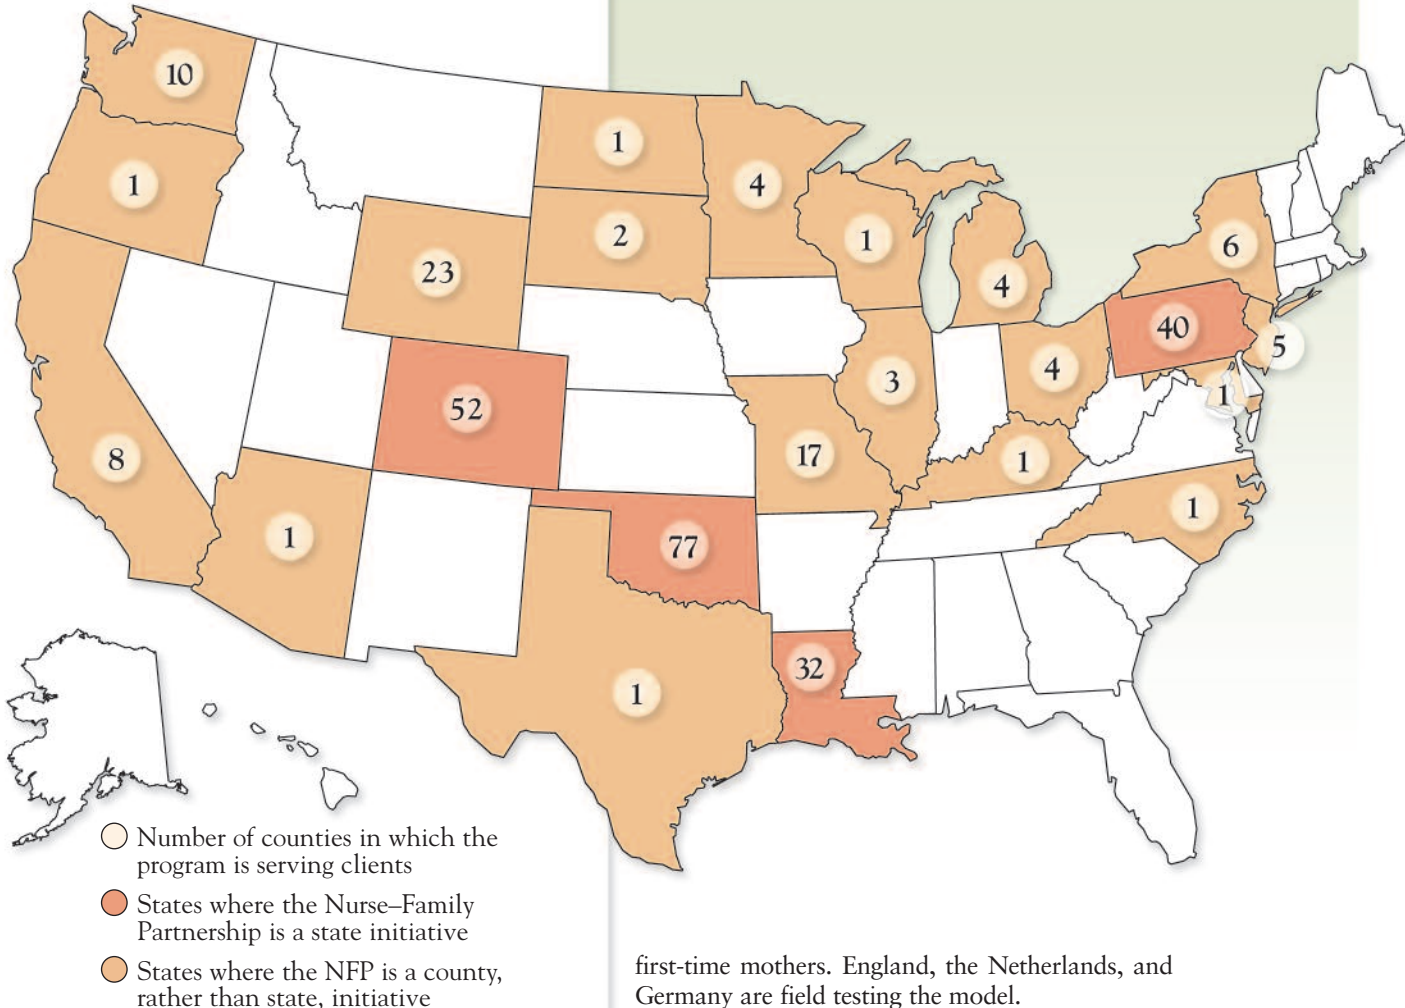 10
1
1
4
2
1
23
4
6
40
5
3
4
1
52
8
17
1
1
1
77
32
1
Number of counties in which the
program is serving clients
States where the Nurse–Family
Partnership is a state initiative
States where the NFP is a county,
rather than state, initiative
first-time mothers. England, the Netherlands, and
Germany are field testing the model.